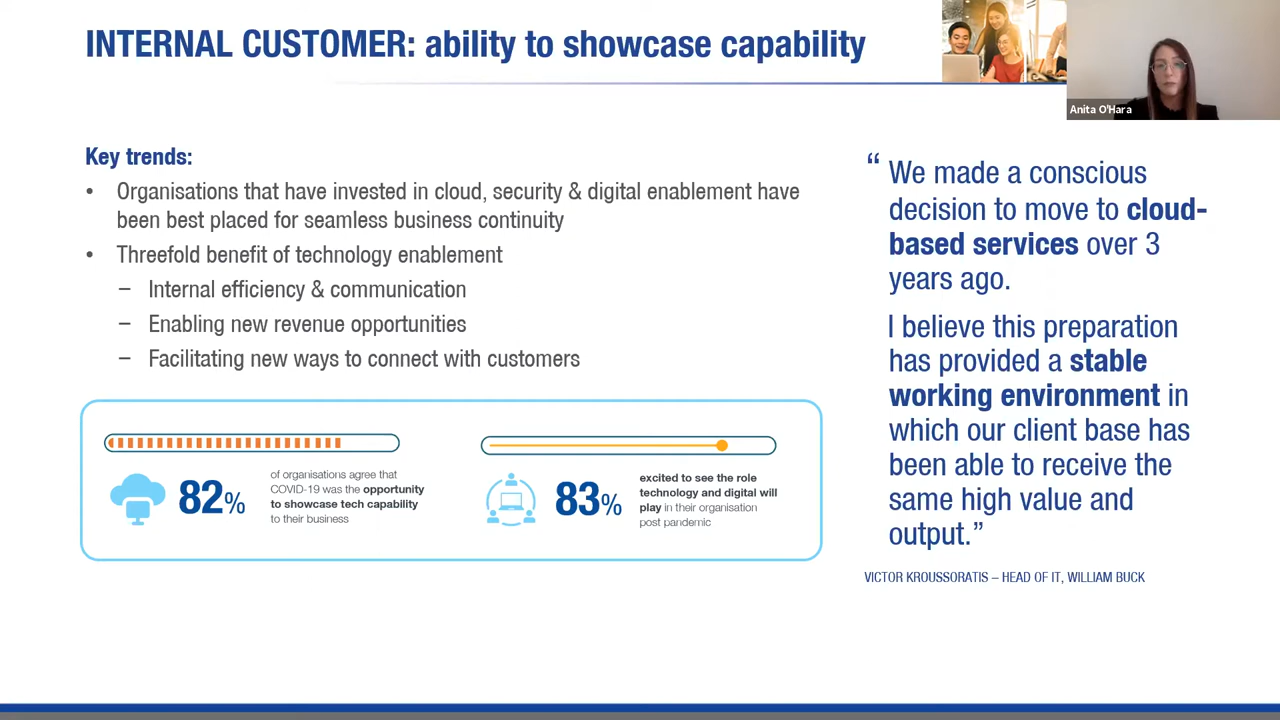 INTERNAL CUSTOMER: ability to showcase capability
Anita O'Hara
Key trends:
• Organisations that have invested in cloud, security & digital enablement have
been best placed for seamless business continuity
• Threefold benefit of technology enablement
– Internal efficiency & communication
– Enabling new revenue opportunities
– Facilitating new ways to connect with customers
82%
of organisations agree that
COVID-19 was the opportunity
to showcase tech capability
to their business
83%
excited to see the role
technology and digital will
play in their organisation
post pandemic
“ We made a conscious
decision to move to cloud-
based services over 3
years ago.
I believe this preparation
has provided a stable
working environment in
which our client base has
been able to receive the
same high value and
output.”
VICTOR KROUSSORATIS – HEAD OF IT, WILLIAM BUCK